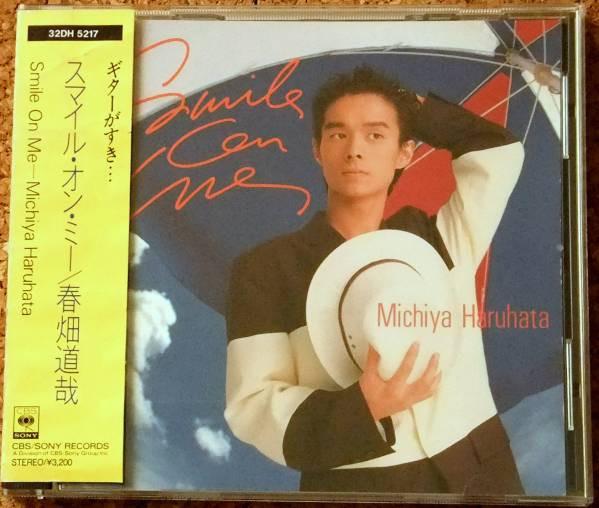 32DH 5217
ギターがすき…
スマイル・オン・ミー/春畑道哉
Smile On Me—Michiya Haruhata
CBS
SONY
CBS/SONY RECORDS
A Division of CBS/Sony Group Inc.
STEREO/¥3,200
Smile
On
Me
Michiya Haruhata